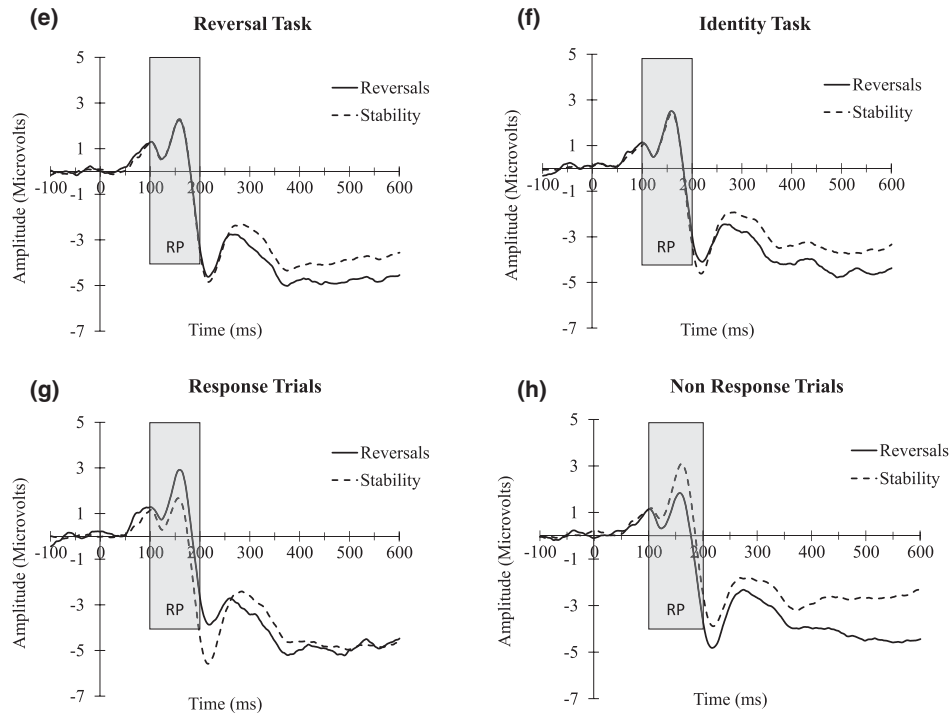 (e)
Reversal Task
5
3
1
-1
-3
-5
-7
-100
0
100
200
300
400
500
600
Amplitude (Microvolts)
Time (ms)
RP
Reversals
Stability
(f)
Identity Task
5
3
1
-1
-3
-5
-7
-100
0
100
200
300
400
500
600
Amplitude (Microvolts)
Time (ms)
RP
Reversals
Stability
(g)
Response Trials
5
3
1
-1
-3
-5
-7
-100
0
100
200
300
400
500
600
Amplitude (Microvolts)
Time (ms)
RP
Reversals
Stability
(h)
Non Response Trials
5
3
1
-1
-3
-5
-7
-100
0
100
200
300
400
500
600
Amplitude (Microvolts)
Time (ms)
RP
Reversals
Stability